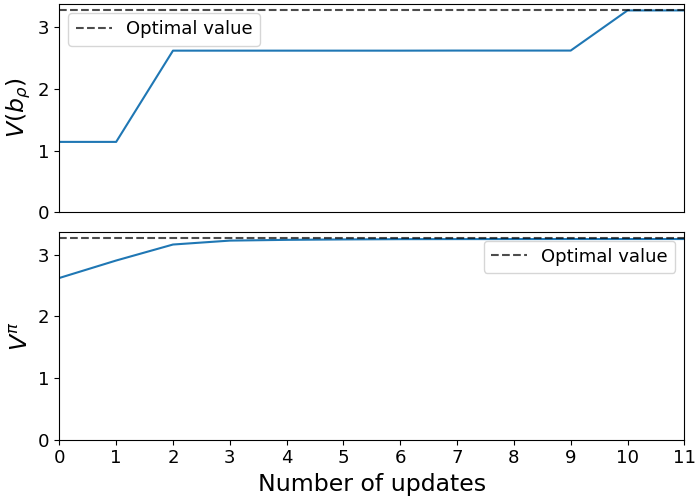 3
2
1
0
V(b_ρ)
Optimal value
3
2
1
0
V^π
Optimal value
0 1 2 3 4 5 6 7 8 9 10 11
Number of updates